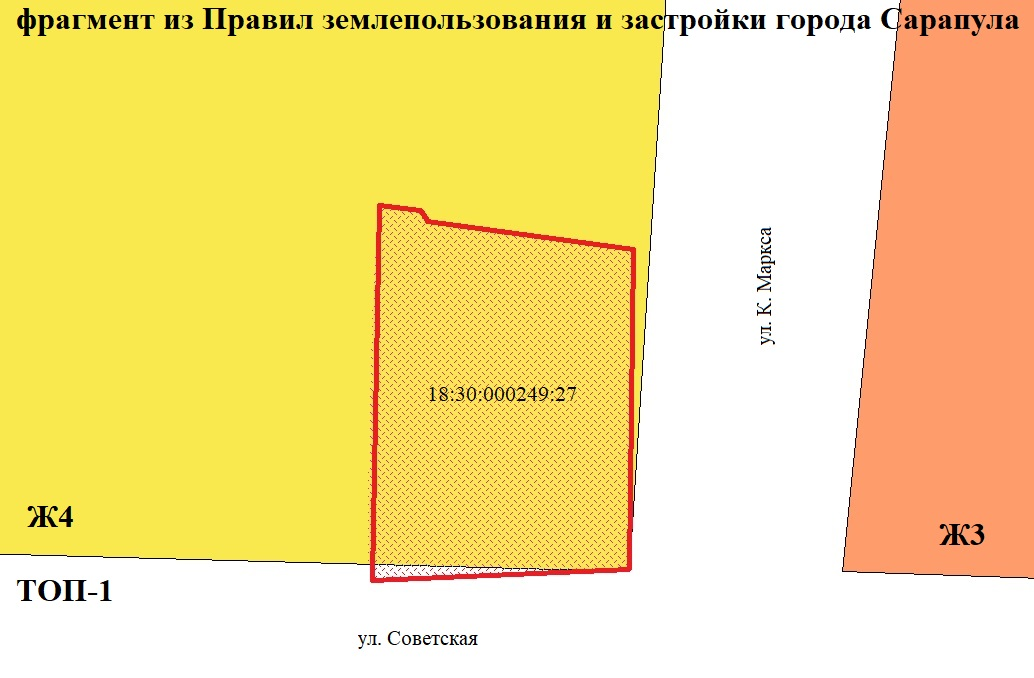 фрагмент из Правил землепользования и застройки города Сарапула
ул. К. Маркса
18:30:000249:27
Ж4
Ж3
ТОП-1
ул. Советская